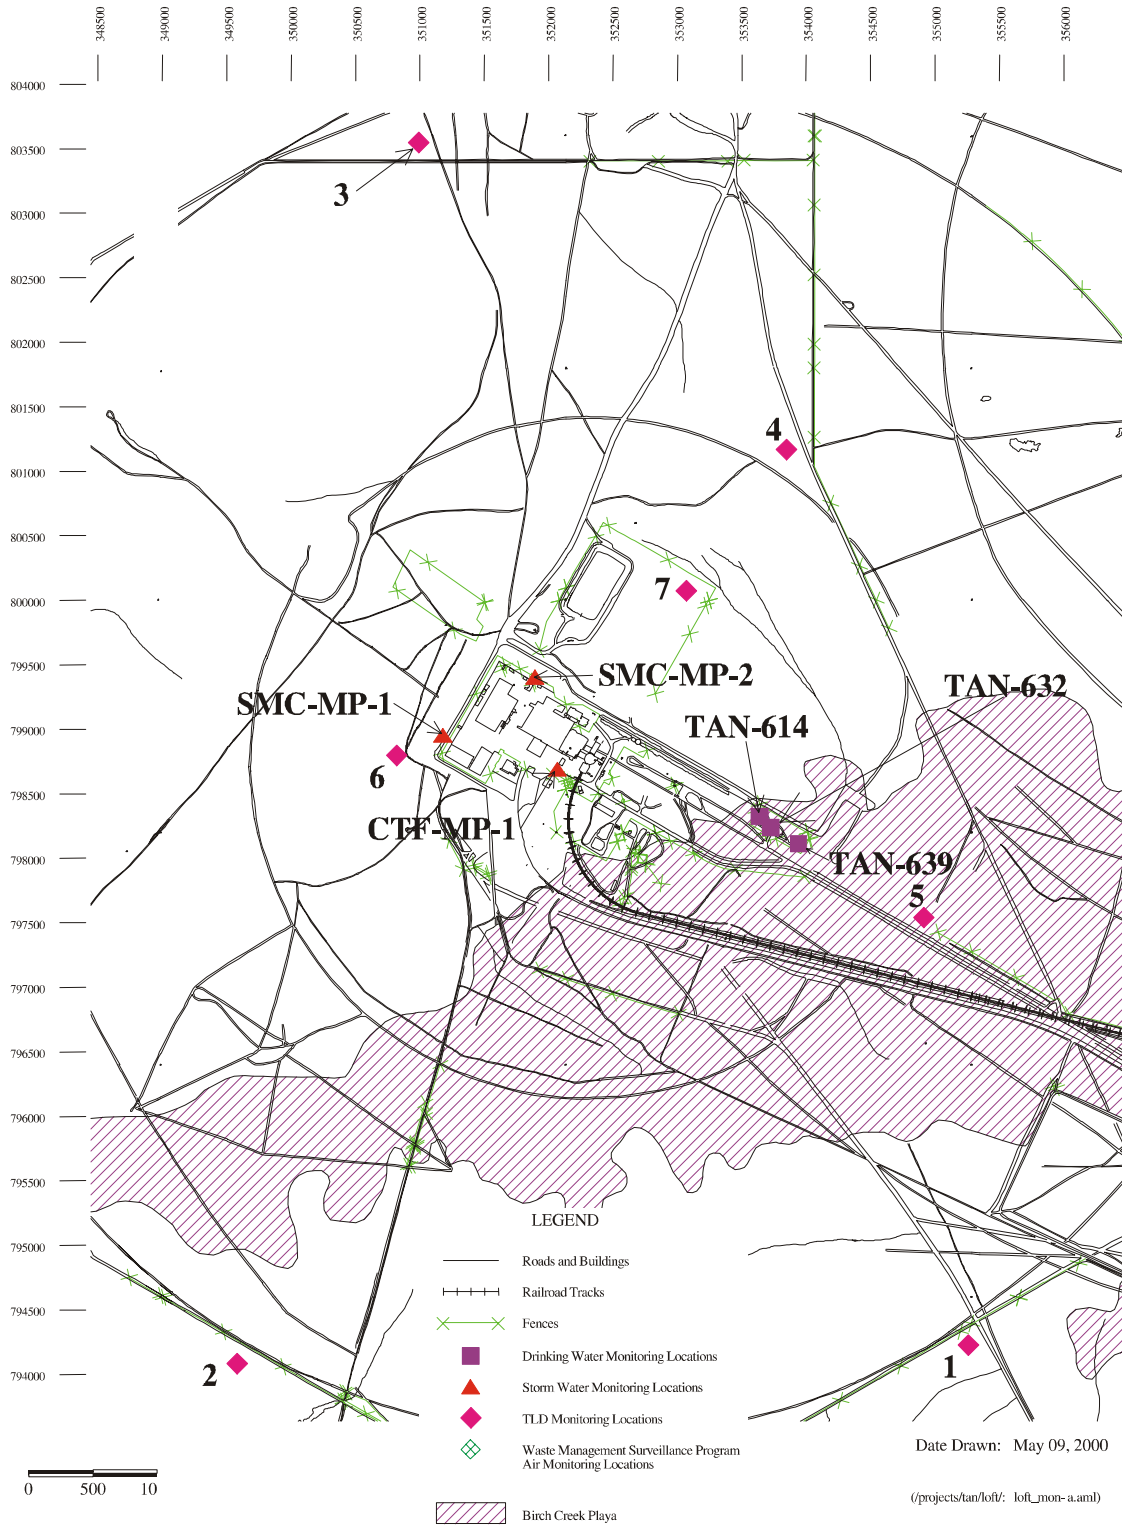 348500
349000
349500
350000
350500
351000
351500
352000
352500
353000
353500
354000
354500
355000
355500
356000
804000
803500
803000
802500
802000
801500
801000
800500
800000
799500
799000
798500
798000
797500
797000
796500
796000
795500
795000
794500
794000
3
4
7
SMC-MP-2
SMC-MP-1
TAN-632
TAN-614
6
CTF-MP-1
TAN-639
5
2
1
LEGEND
Roads and Buildings
Railroad Tracks
Fences
Drinking Water Monitoring Locations
Storm Water Monitoring Locations
TLD Monitoring Locations
Waste Management Surveillance Program
Air Monitoring Locations
Birch Creek Playa
0 500 10
Date Drawn: May 09, 2000
(/projects/tan/loft/: loft_mon-a.aml)